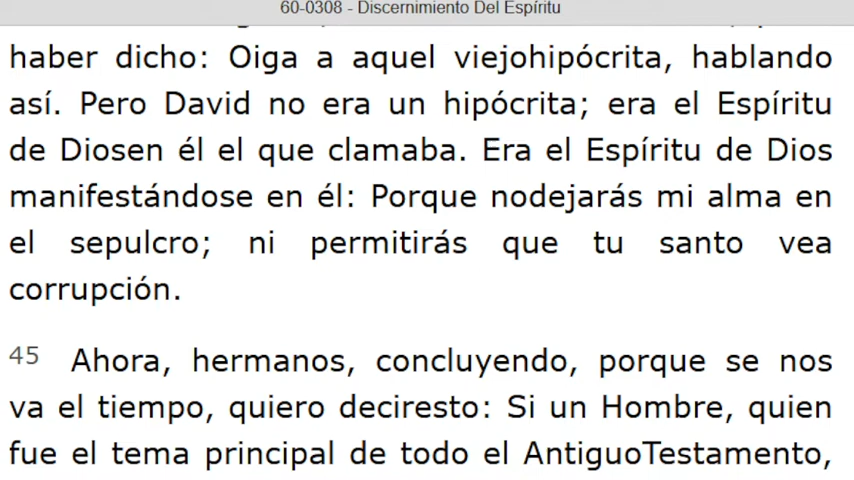 60-0308 - Discernimiento Del Espíritu
haber dicho: Oiga a aquel viejohipócrita, hablando
así. Pero David no era un hipócrita; era el Espíritu
de Diosen él el que clamaba. Era el Espíritu de Dios
manifestándose en él: Porque nodejarás mi alma en
el sepulcro; ni permitirás que tu santo vea
corrupción.
45 Ahora, hermanos, concluyendo, porque se nos
va el tiempo, quiero deciresto: Si un Hombre, quien
fue el tema principal de todo el AntiguoTestamento,